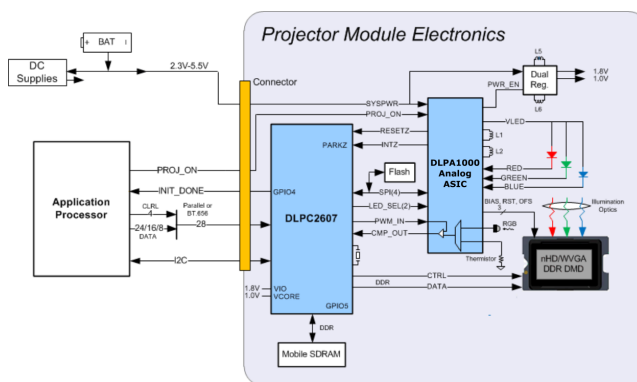 Projector Module Electronics
+ BAT -
DC
Supplies
2.3V-5.5V
Connector
L5
Dual
Reg.
L6
1.8V
1.0V
PWR_EN
SYSPWR
PROJ_ON
VLED
RESETZ
PARKZ
INTZ
L1
L2
DLPA1000
Analog
ASIC
Flash
RED
GREEN
BLUE
PROJ_ON
INIT_DONE
GPIO4
SPI(4)
LED_SEL(2)
BIAS, RST, OFS
3
Illumination
Optics
Application
Processor
CLRL
4
24/16/8
DATA
Parallel or
BT.656
28
DLPC2607
PWM_IN
CMP_OUT
RGB
Thermistor
I2C
1.8V
1.0V
VIO
VCORE
GPIO5
CTRL
DDR
DATA
nHD/WVGA
DDR DMD
DDR
Mobile SDRAM